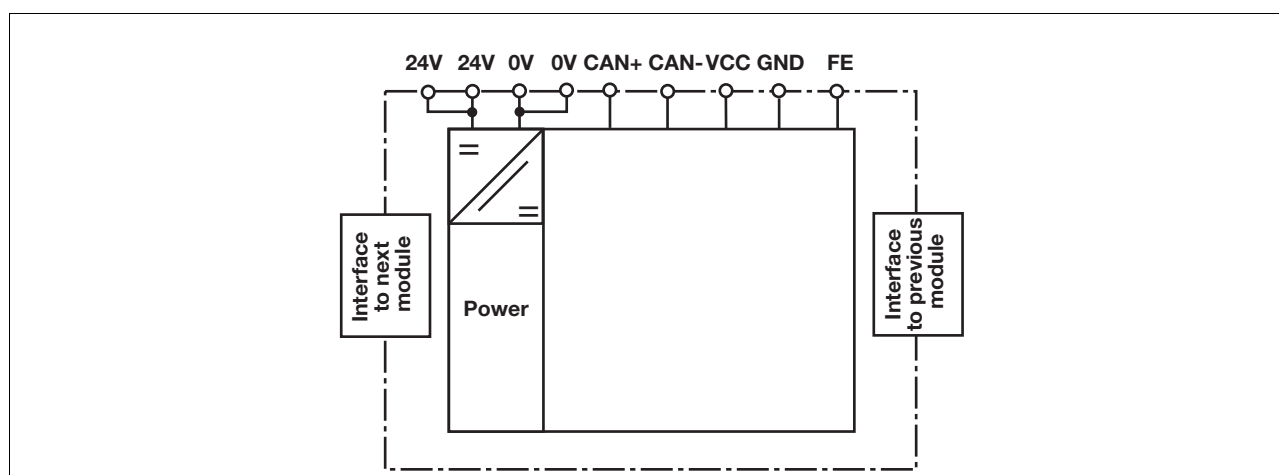 24V 24V 0V 0V CAN+ CAN- VCC GND FE
Interface
to next
module
Power
Interface
to previous
module